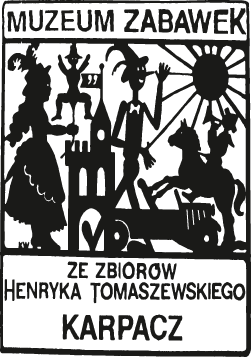 MUZEUM ZABAWEK
ZE ZBIORÓW
HENRYKA TOMASZEWSKIEGO
KARPACZ